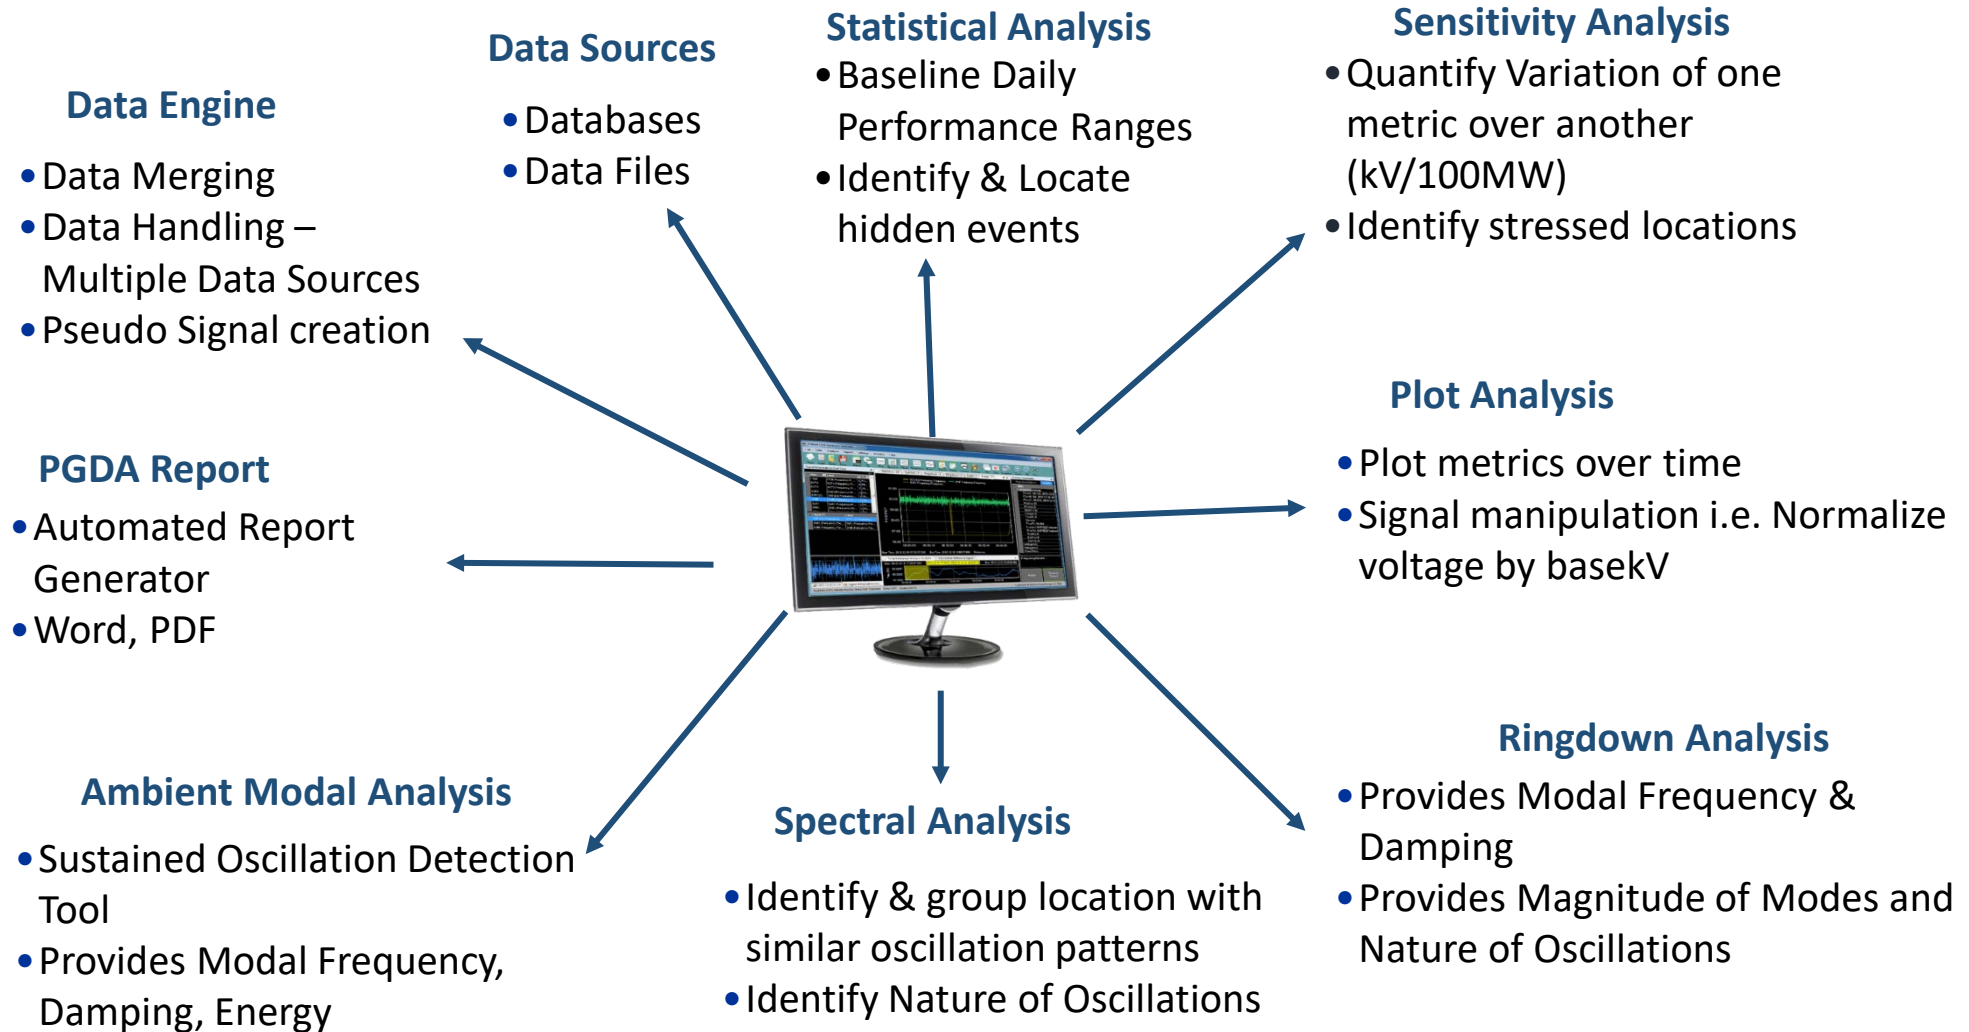 Data Engine
•Data Merging
•Data Handling –
Multiple Data Sources
•Pseudo Signal creation
Data Sources
•Databases
•Data Files
Statistical Analysis
•Baseline Daily
Performance Ranges
•Identify & Locate
hidden events
Sensitivity Analysis
•Quantify Variation of one
metric over another
(kV/100MW)
•Identify stressed locations
PGDA Report
•Automated Report
Generator
•Word, PDF
Plot Analysis
•Plot metrics over time
•Signal manipulation i.e. Normalize
voltage by basekV
Ambient Modal Analysis
•Sustained Oscillation Detection
Tool
•Provides Modal Frequency,
Damping, Energy
Spectral Analysis
•Identify & group location with
similar oscillation patterns
•Identify Nature of Oscillations
Ringdown Analysis
•Provides Modal Frequency &
Damping
•Provides Magnitude of Modes and
Nature of Oscillations